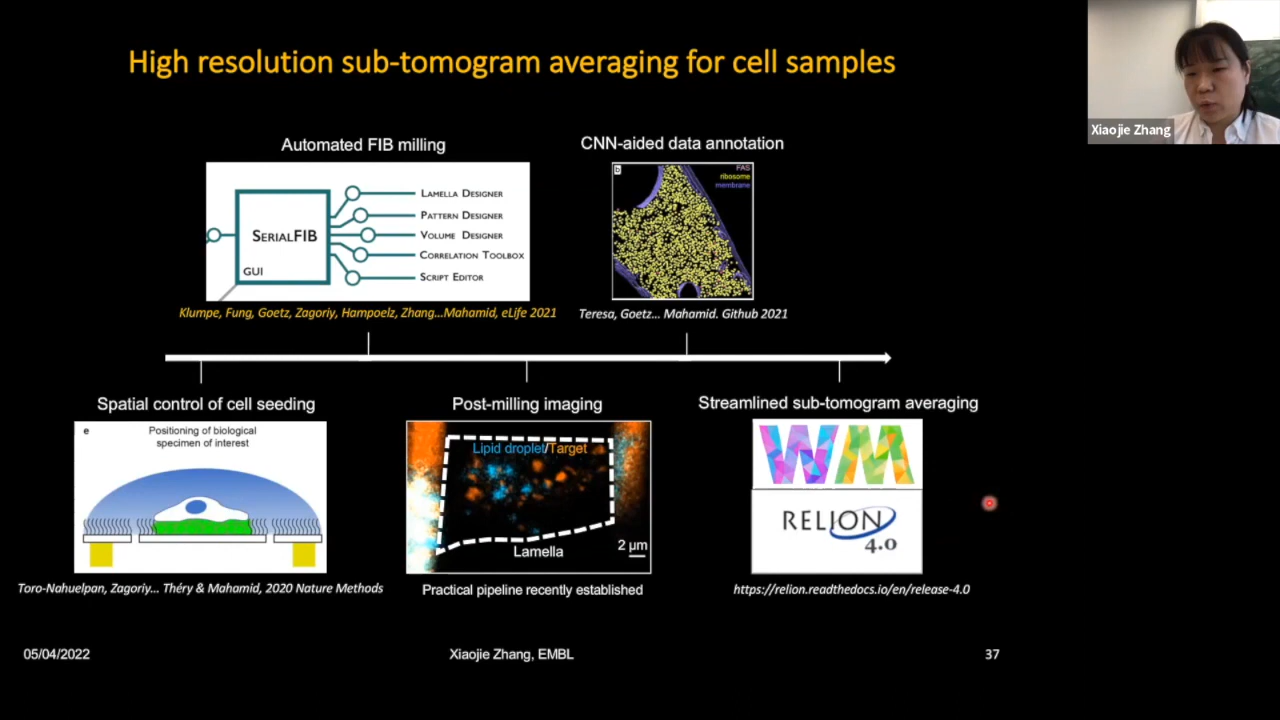 High resolution sub-tomogram averaging for cell samples
Xiaojie Zhang
Automated FIB milling
SERIALFIB
GUI
LAMELLA DESIGNER
PATTERN DESIGNER
VOLUME DESIGNER
CORRELATION TOOLBOX
SCRIPT EDITOR
Klumpe, Fung, Goetz, Zagoriy, Hampoelz, Zhang...Mahamid, eLife 2021
CNN-aided data annotation
b
FAS
ribosome
membrane
Teresa, Goetz... Mahamid. Github 2021
Spatial control of cell seeding
e
Positioning of biological
specimen of interest
Toro-Nahuelpan, Zagoriy... Théry & Mahamid, 2020 Nature Methods
Post-milling imaging
Lipid droplet/Target
Lamella
2 µm
Practical pipeline recently established
Streamlined sub-tomogram averaging
WM
RELION
4.0
https://relion.readthedocs.io/en/release-4.0
05/04/2022
Xiaojie Zhang, EMBL
37